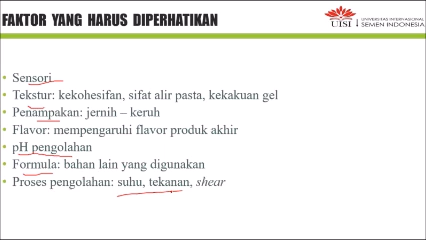 FAKTOR YANG HARUS DIPERHATIKAN
UISI
UNIVERSITAS INTERNASIONAL
SEMEN INDONESIA
• Sensori
• Tekstur: kekohesifan, sifat alir pasta, kekakuan gel
• Penampakan: jernih – keruh
• Flavor: mempengaruhi flavor produk akhir
• pH pengolahan
• Formula: bahan lain yang digunakan
• Proses pengolahan: suhu, tekanan, shear